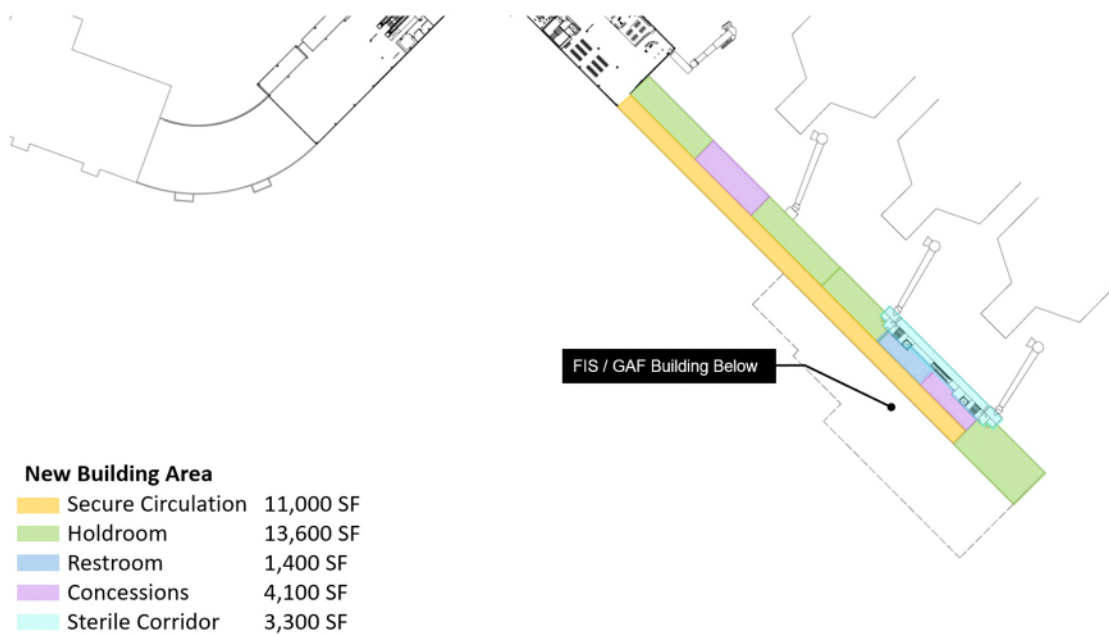 FIS / GAF Building Below
New Building Area
Secure Circulation 11,000 SF
Holdroom 13,600 SF
Restroom 1,400 SF
Concessions 4,100 SF
Sterile Corridor 3,300 SF